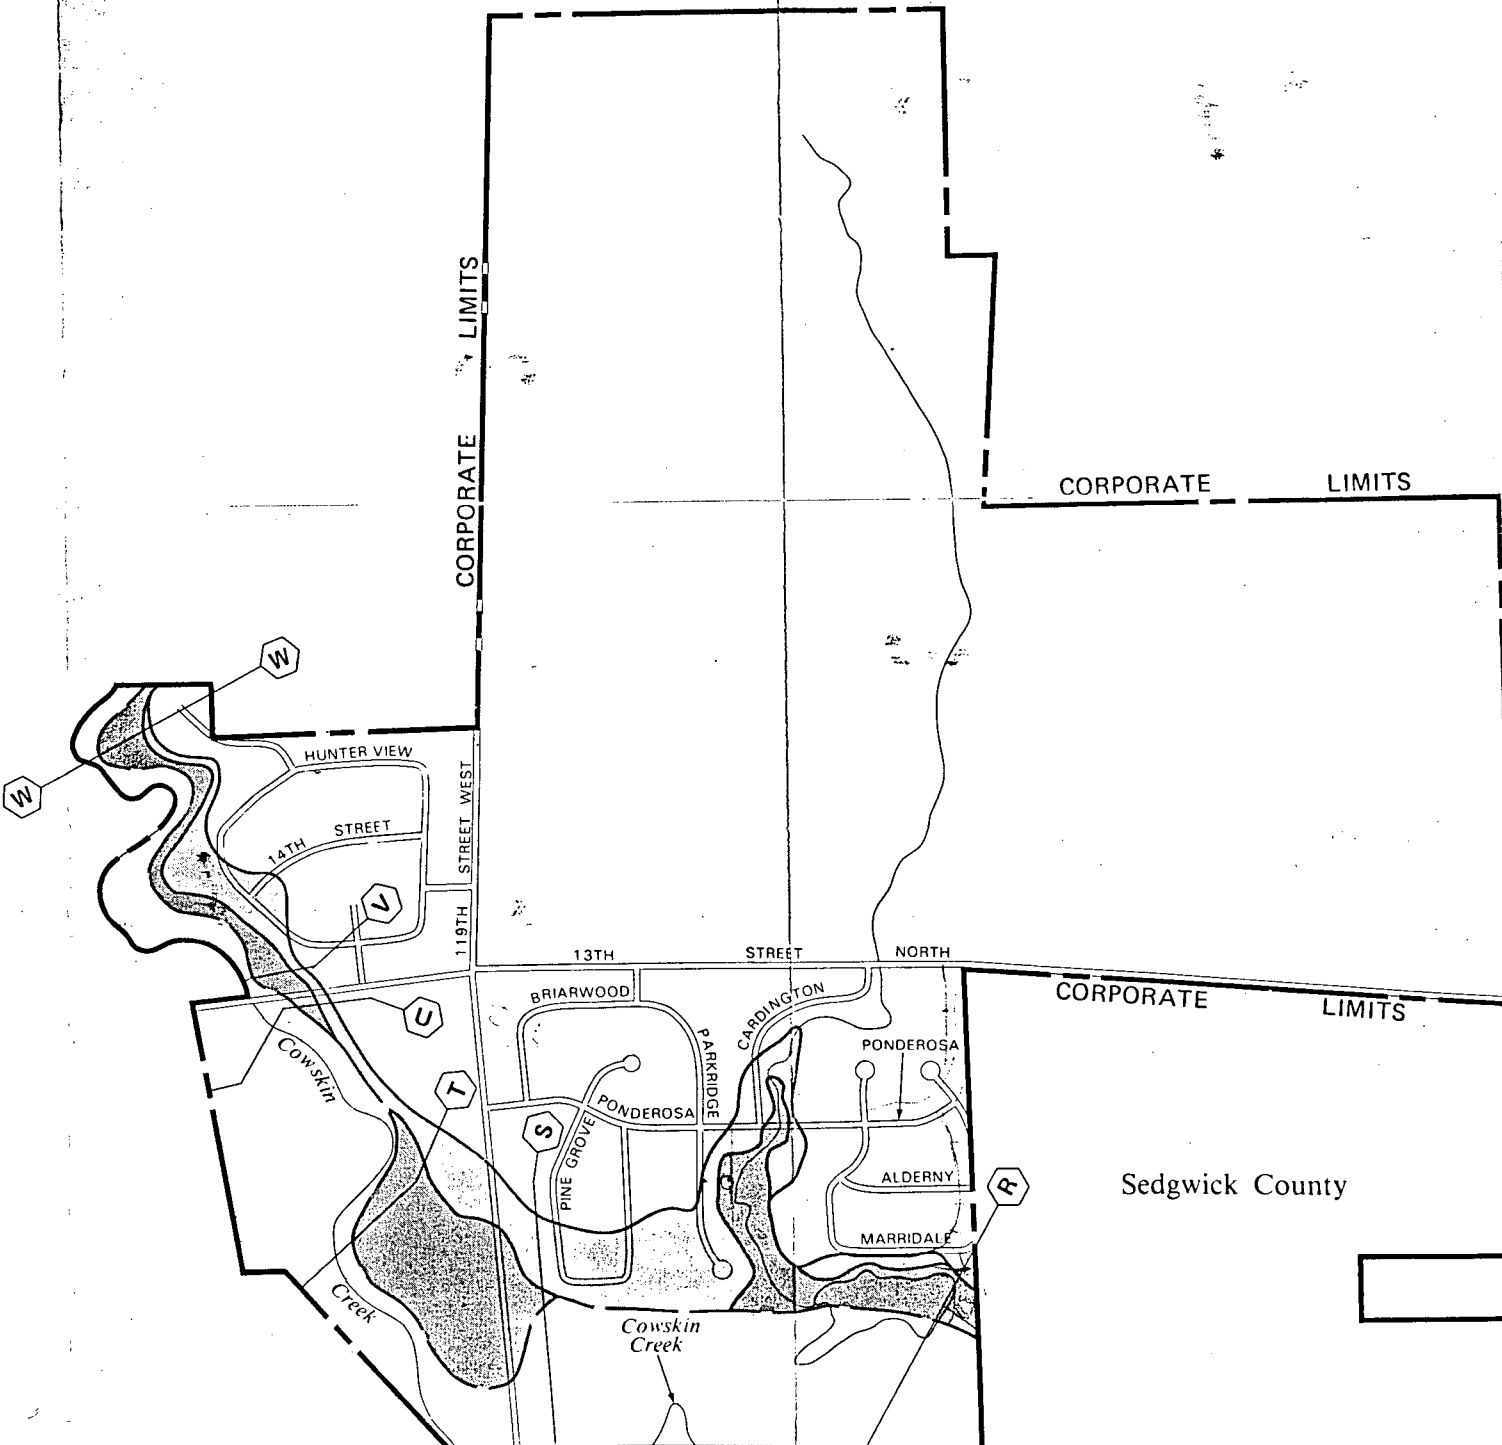 CORPORATE LIMITS
CORPORATE LIMITS
W
W
HUNTER VIEW
14TH STREET
119TH STREET WEST
V
U
13TH STREET NORTH
CORPORATE LIMITS
BRIARWOOD
CARDINGTON
PARKRIDGE
PONDEROSA
Cowskin
Creek
T
S
PINE GROVE
PONDEROSA
ALDERNY
MARRIDALE
R
Sedgwick County
Cowskin
Creek